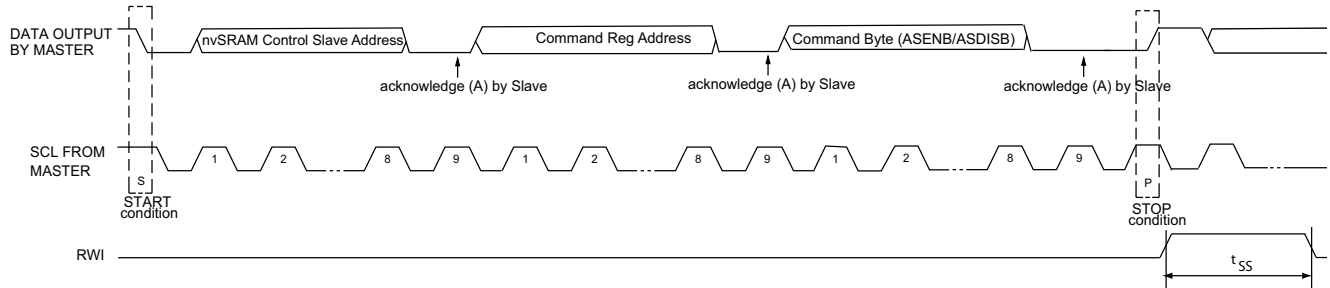 DATA OUTPUT
BY MASTER
nvSRAM Control Slave Address
Command Reg Address
Command Byte (ASENB/ASDISB)
acknowledge (A) by Slave
acknowledge (A) by Slave
acknowledge (A) by Slave
SCL FROM
MASTER
1
2
8
9
1
2
8
9
1
2
8
9
S
P
START
condition
STOP
condition
RWI
tSS